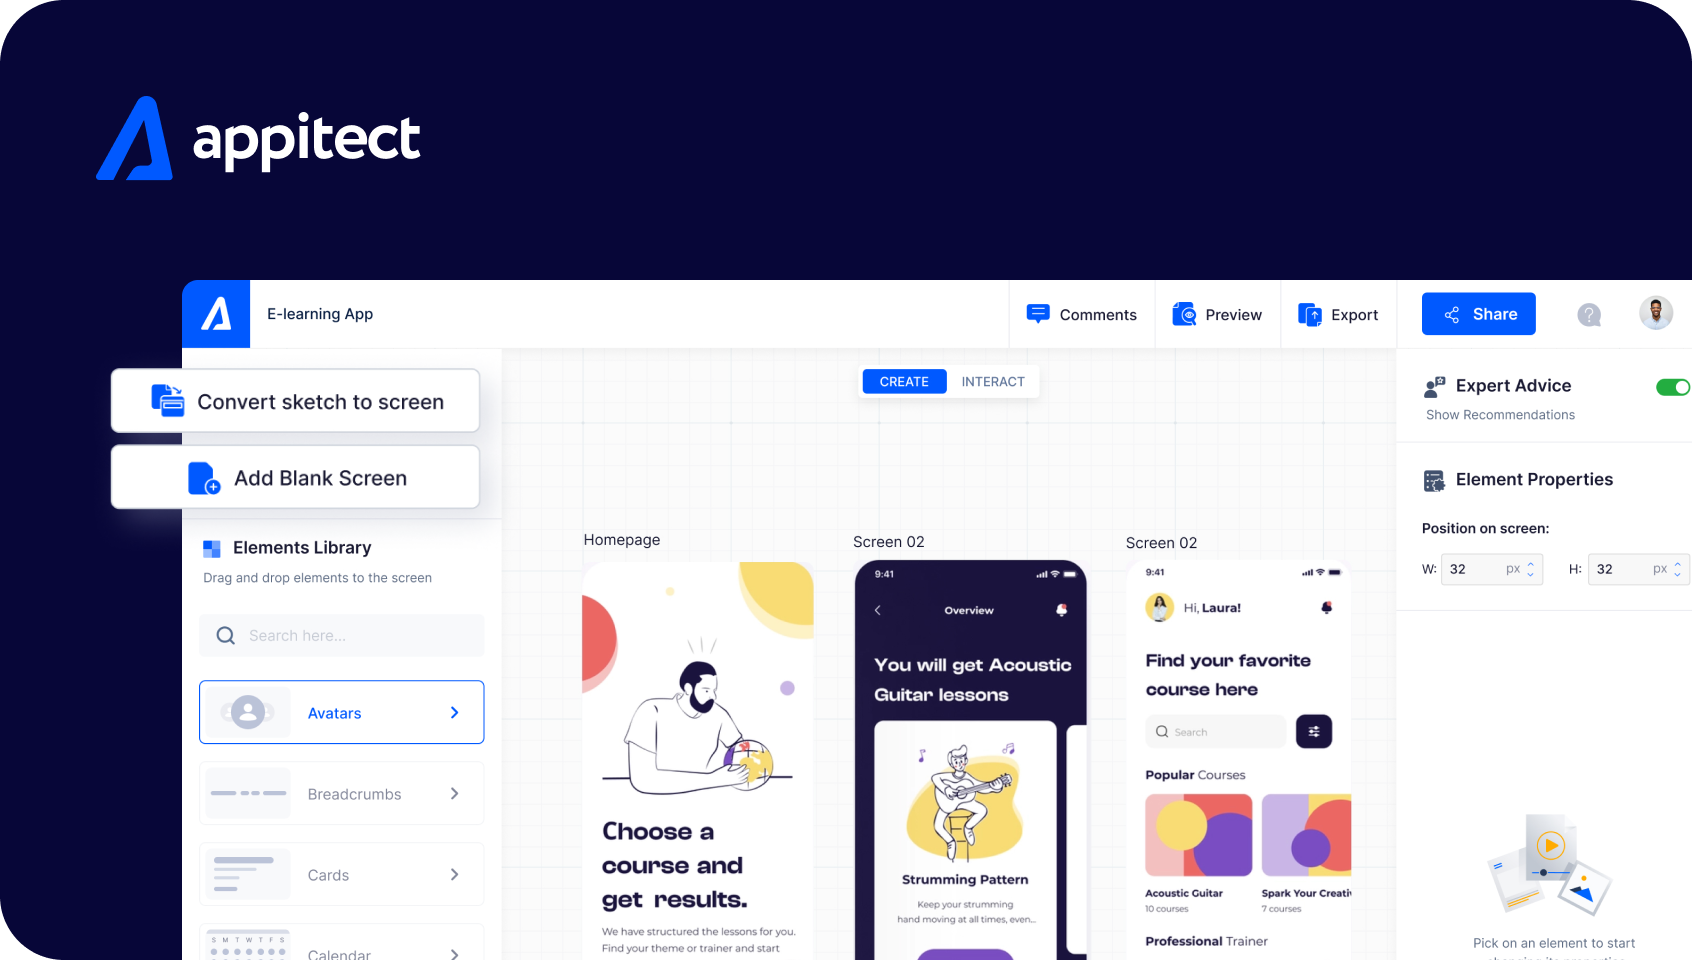 appitect
E-learning App
Comments
Preview
Export
Share
?
Convert sketch to screen
Add Blank Screen
CREATE
INTERACT
Expert Advice
Show Recommendations
Element Properties
Position on screen:
W: 32 px
H: 32 px
Elements Library
Drag and drop elements to the screen
Search here...
Avatars
Breadcrumbs
Cards
S M T W T F S
Calendar
Homepage
Choose a
course and
get results.
We have structured the lessons for you.
Find your theme or trainer and start
Screen 02
9:41
Overview
You will get Acoustic
Guitar lessons
Strumming Pattern
Keep your strumming
hand moving at all times, even...
Screen 02
9:41
Hi, Laura!
Find your favorite
course here
Search
Popular Courses
Acoustic Guitar
10 courses
Spark Your Creativ
7 courses
Professional Trainer
Pick on an element to start